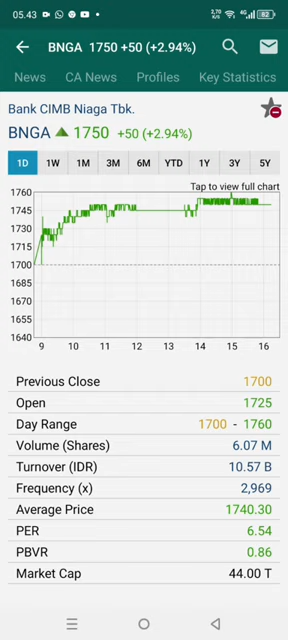 05.43
2,70
K/s
4G
82
BNGA 1750 +50 (+2.94%)
News CA News Profiles Key Statistics
Bank CIMB Niaga Tbk.
BNGA 1750 +50 (+2.94%)
1D 1W 1M 3M 6M YTD 1Y 3Y 5Y
Tap to view full chart
1760
1745
1730
1715
1700
1685
1670
1655
1640
9 10 11 12 13 14 15 16
Previous Close 1700
Open 1725
Day Range 1700 - 1760
Volume (Shares) 6.07 M
Turnover (IDR) 10.57 B
Frequency (x) 2,969
Average Price 1740.30
PER 6.54
PBVR 0.86
Market Cap 44.00 T